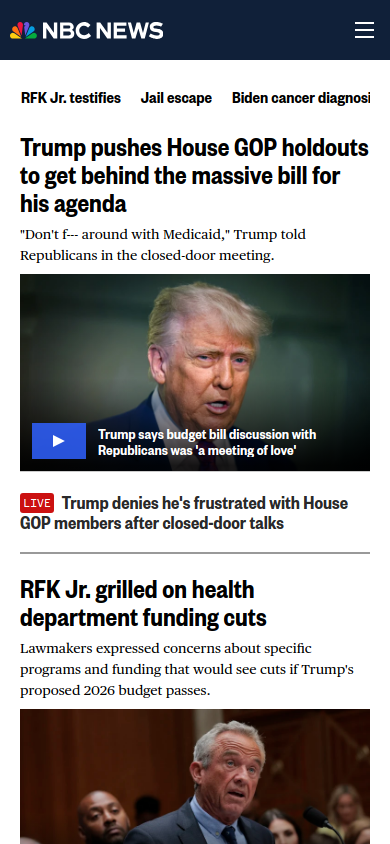 NBC NEWS
RFK Jr. testifies Jail escape Biden cancer diagnosi
Trump pushes House GOP holdouts
to get behind the massive bill for
his agenda
"Don't f--- around with Medicaid," Trump told
Republicans in the closed-door meeting.
Trump says budget bill discussion with
Republicans was 'a meeting of love'
LIVE Trump denies he's frustrated with House
GOP members after closed-door talks
RFK Jr. grilled on health
department funding cuts
Lawmakers expressed concerns about specific
programs and funding that would see cuts if Trump's
proposed 2026 budget passes.